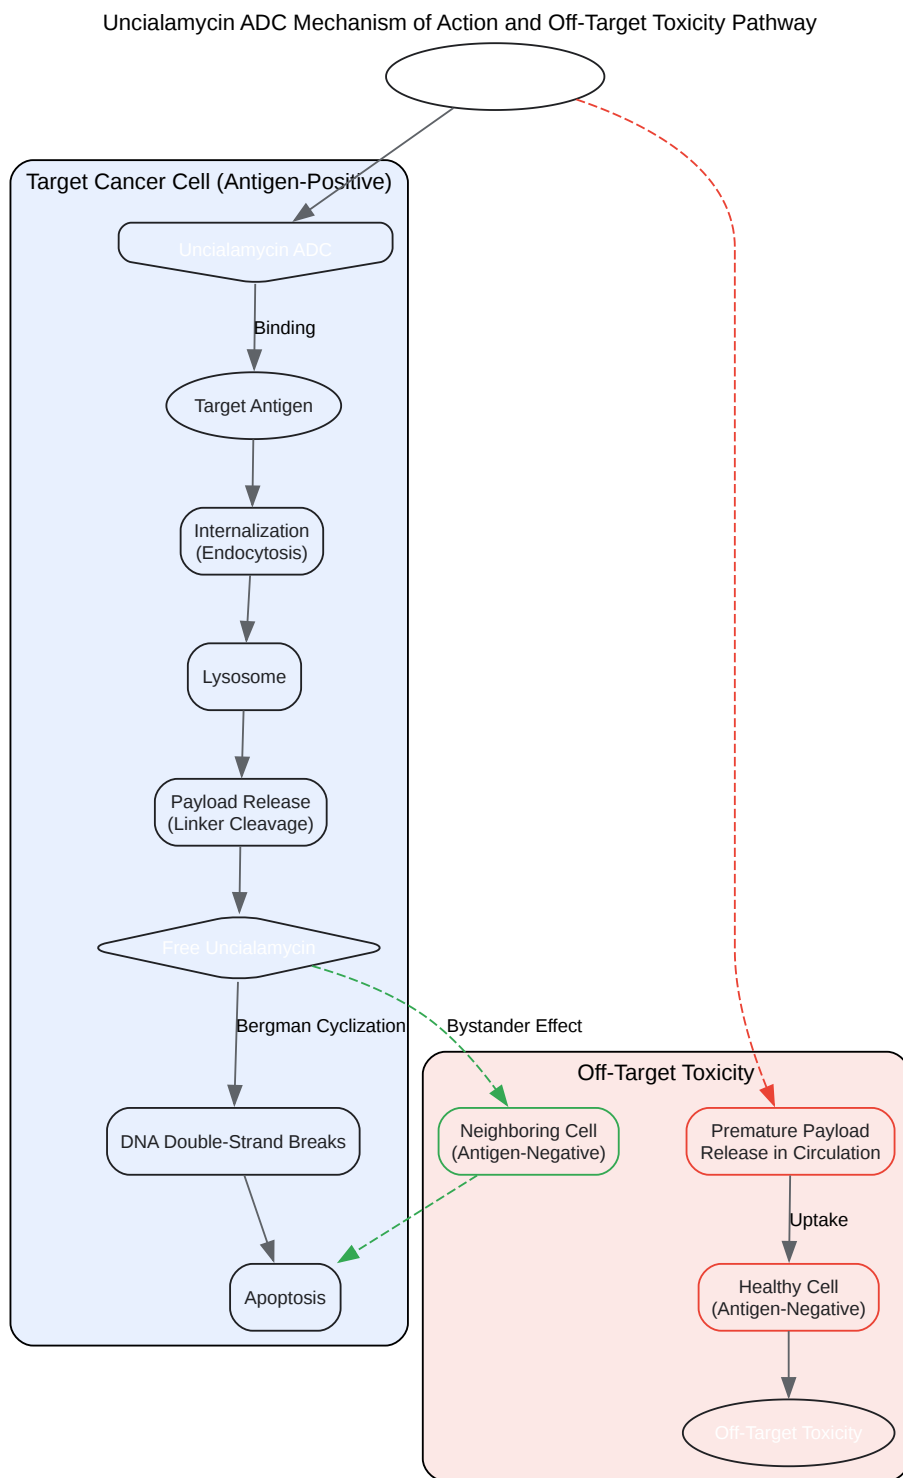 Uncialamycin ADC Mechanism of Action and Off-Target Toxicity Pathway
Target Cancer Cell (Antigen-Positive)
Uncialamycin ADC
Binding
Target Antigen
Internalization
(Endocytosis)
Lysosome
Payload Release
(Linker Cleavage)
Free Uncialamycin
Bergman Cyclization
Bystander Effect
DNA Double-Strand Breaks
Apoptosis
Off-Target Toxicity
Neighboring Cell
(Antigen-Negative)
Premature Payload
Release in Circulation
Uptake
Healthy Cell
(Antigen-Negative)
Off-Target Toxicity